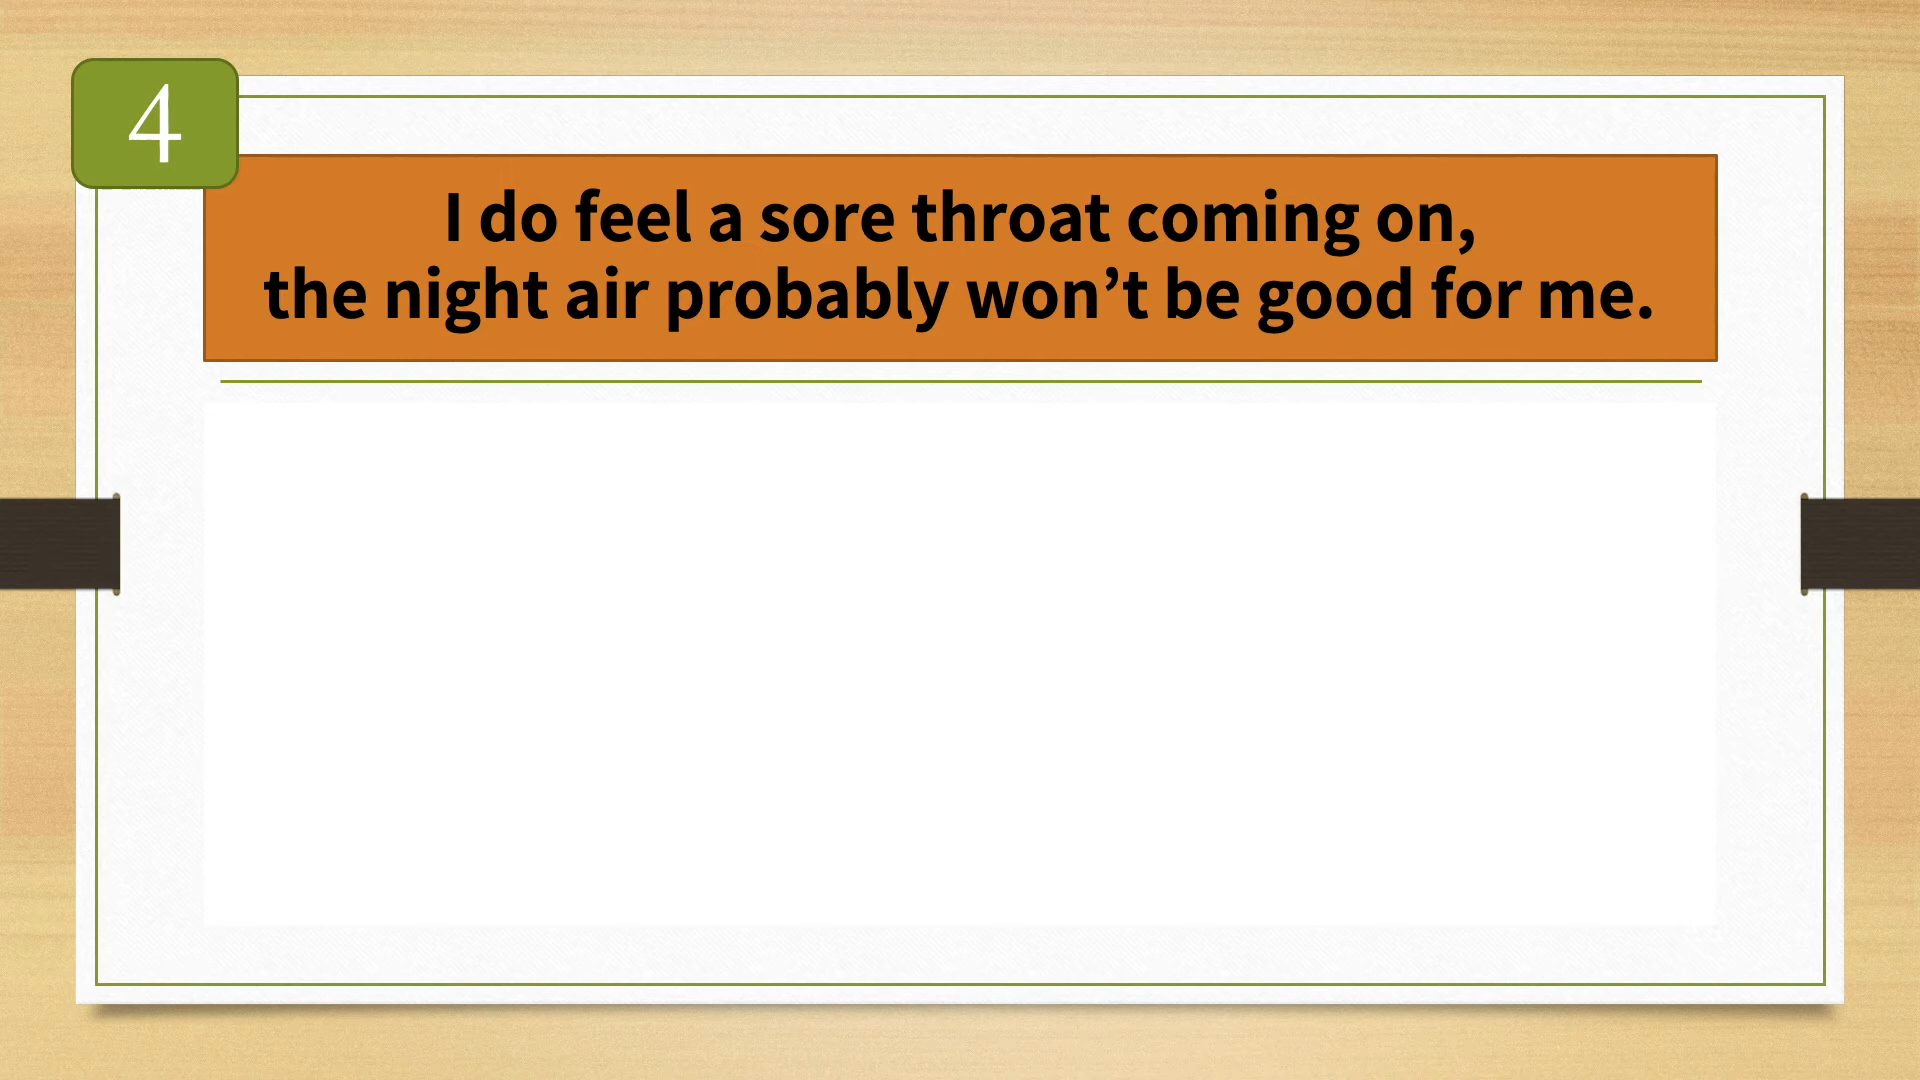 4
I do feel a sore throat coming on,
the night air probably won’t be good for me.